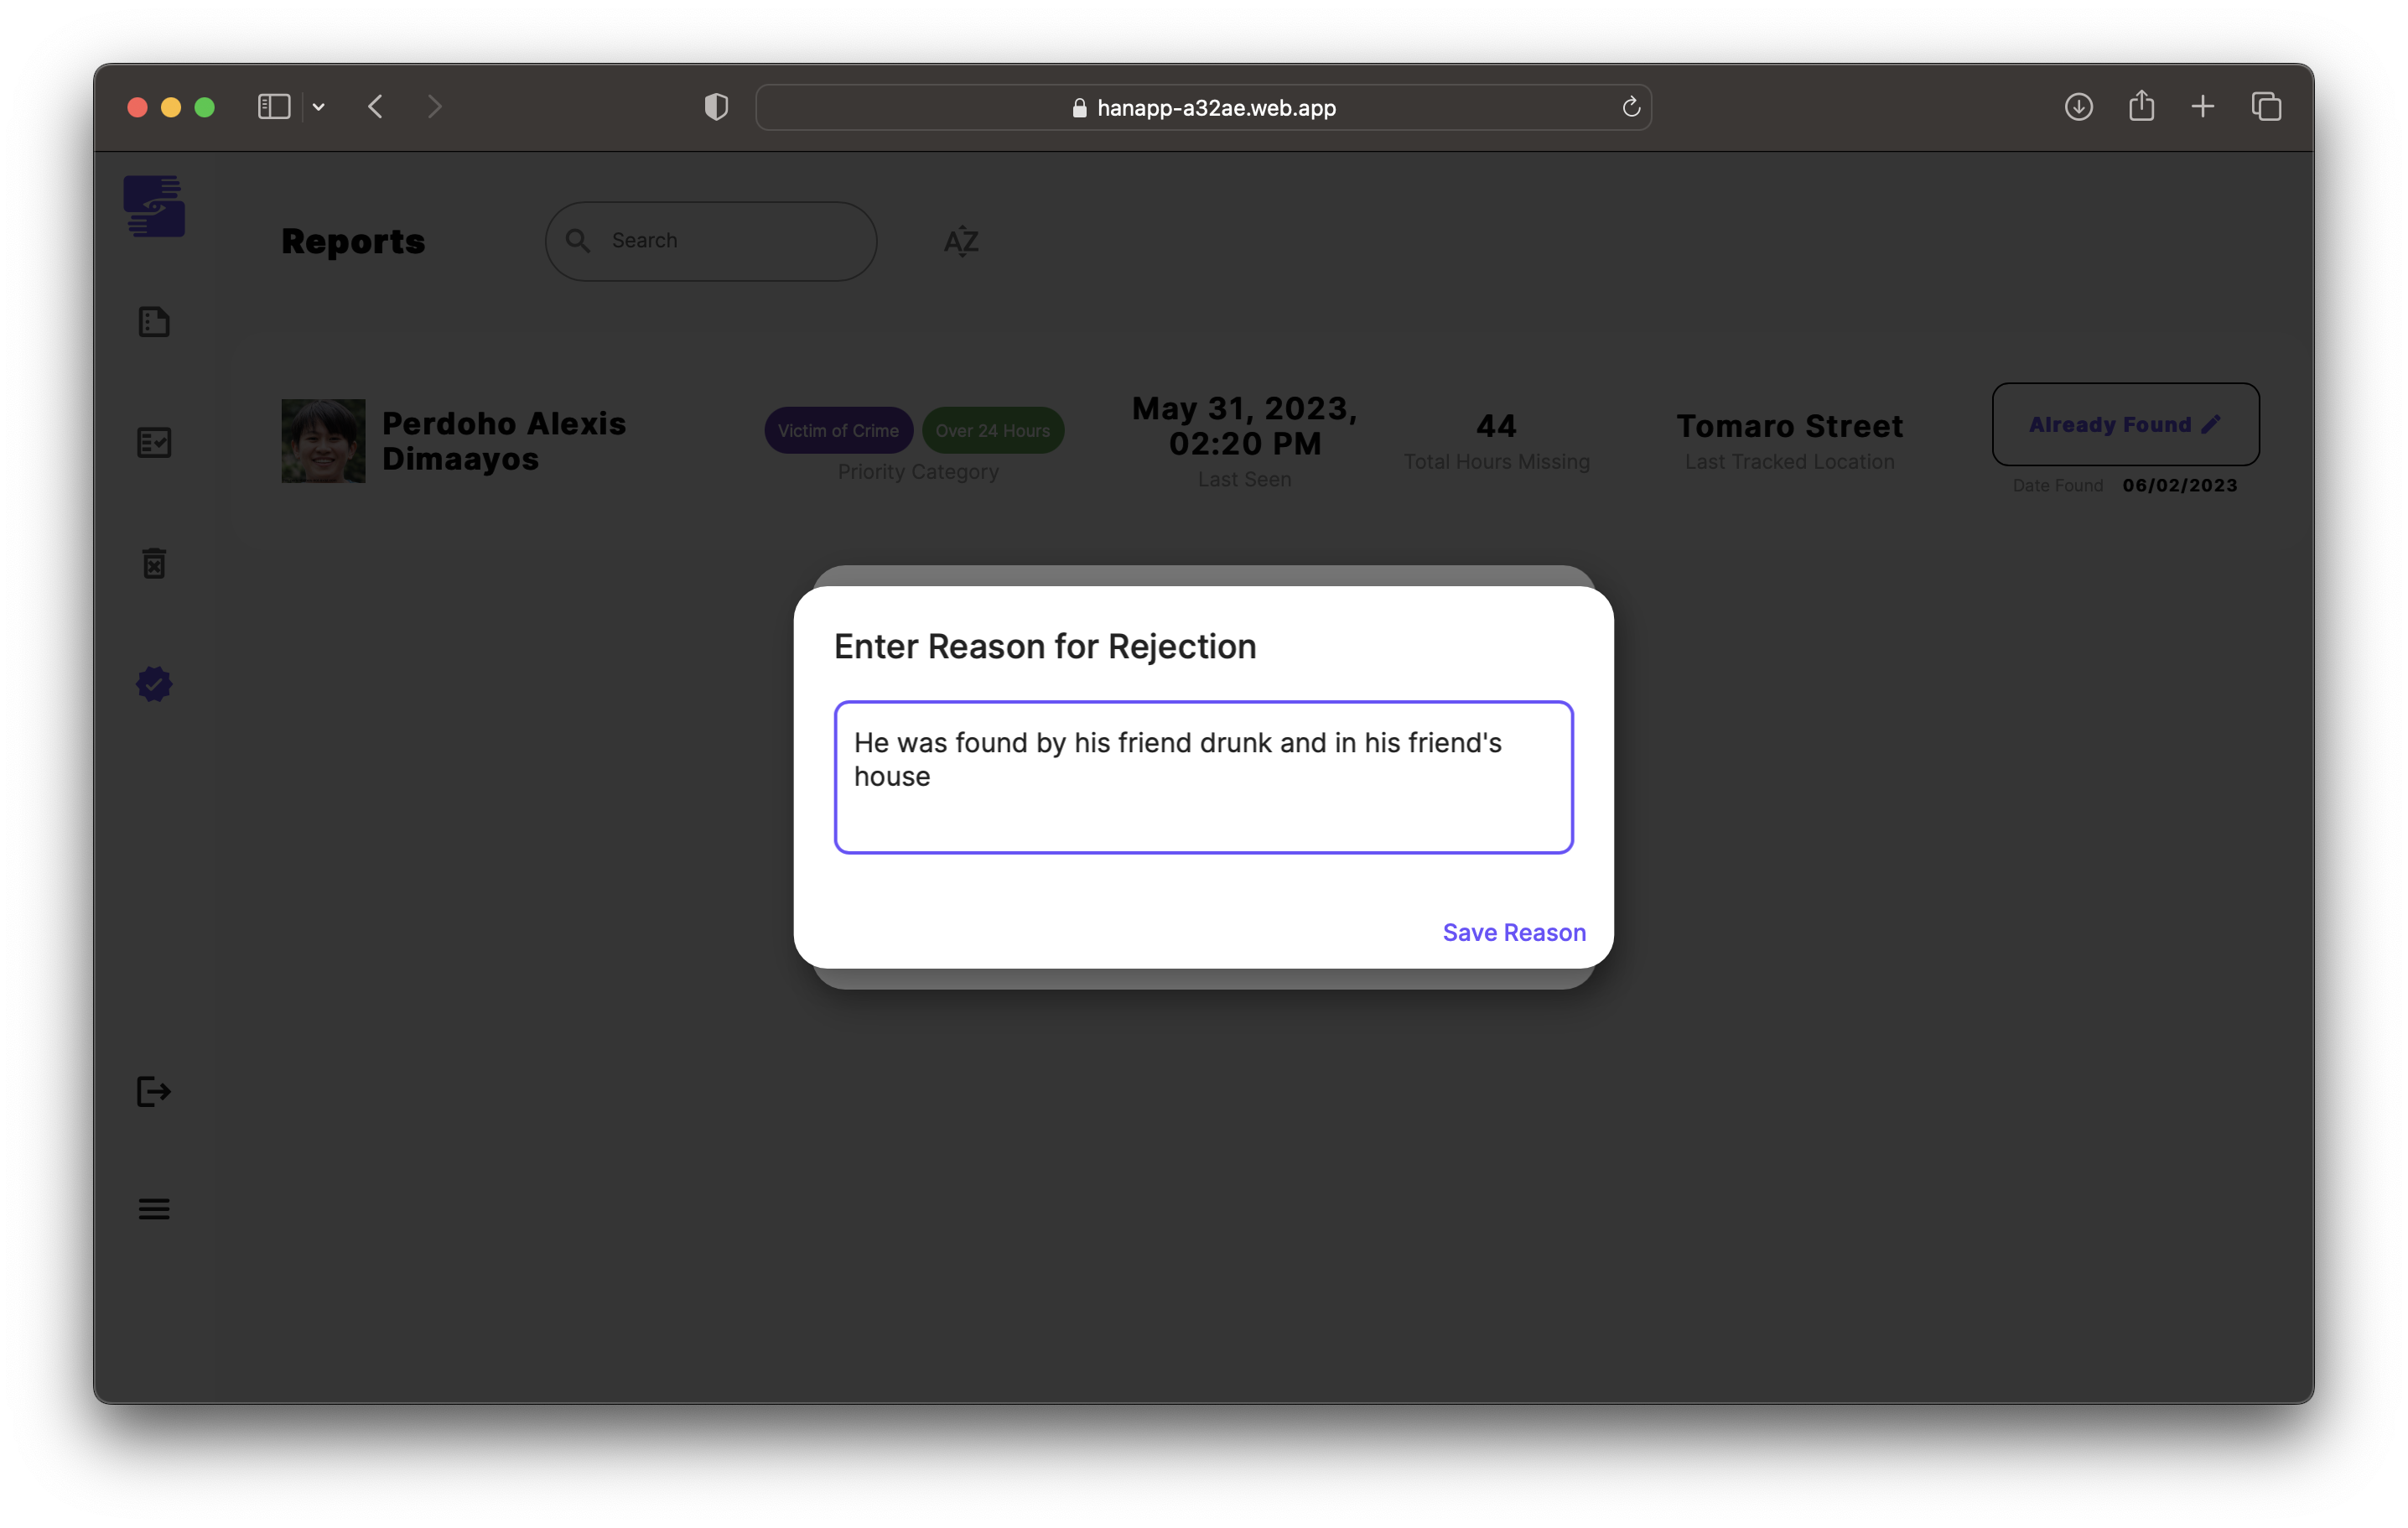 hanapp-a32ae.web.app
Reports
Search
AZ
Perdoho Alexis
Dimaayos
Victim of Crime
Over 24 Hours
Priority Category
May 31, 2023,
02:20 PM
Last Seen
44
Total Hours Missing
Tomaro Street
Last Tracked Location
Already Found
Date Found 06/02/2023
Enter Reason for Rejection
He was found by his friend drunk and in his friend's
house
Save Reason